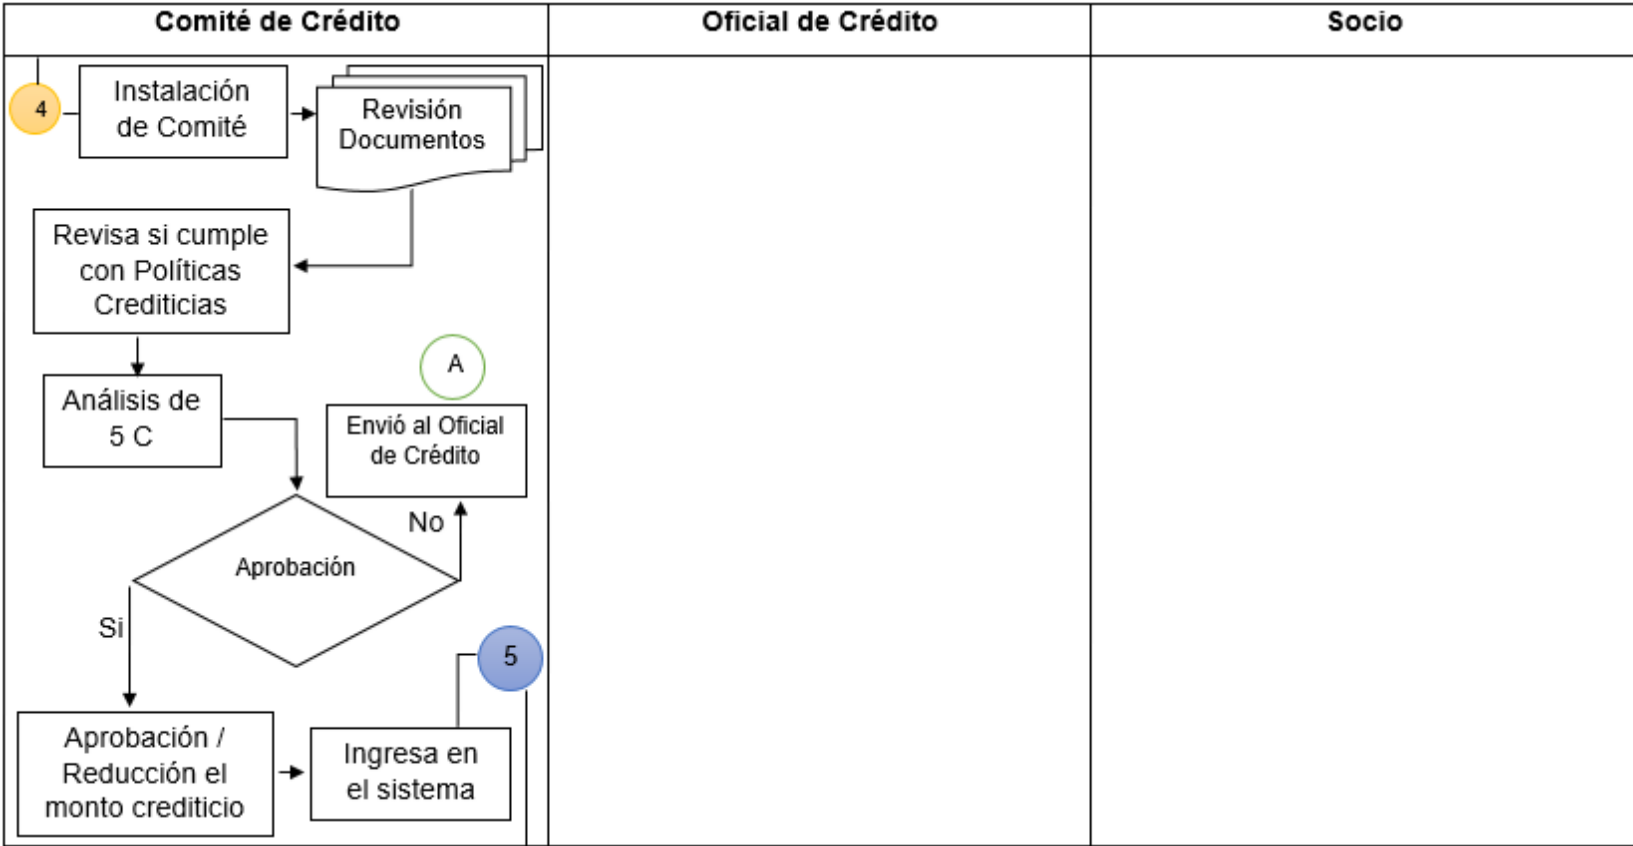 Comité de Crédito
Oficial de Crédito
Socio
4
Instalación
de Comité
Revisión
Documentos
Revisa si cumple
con Políticas
Crediticias
A
Análisis de
5 C
Envió al Oficial
de Crédito
No
Aprobación
Si
5
Aprobación /
Reducción el
monto crediticio
Ingresa en
el sistema